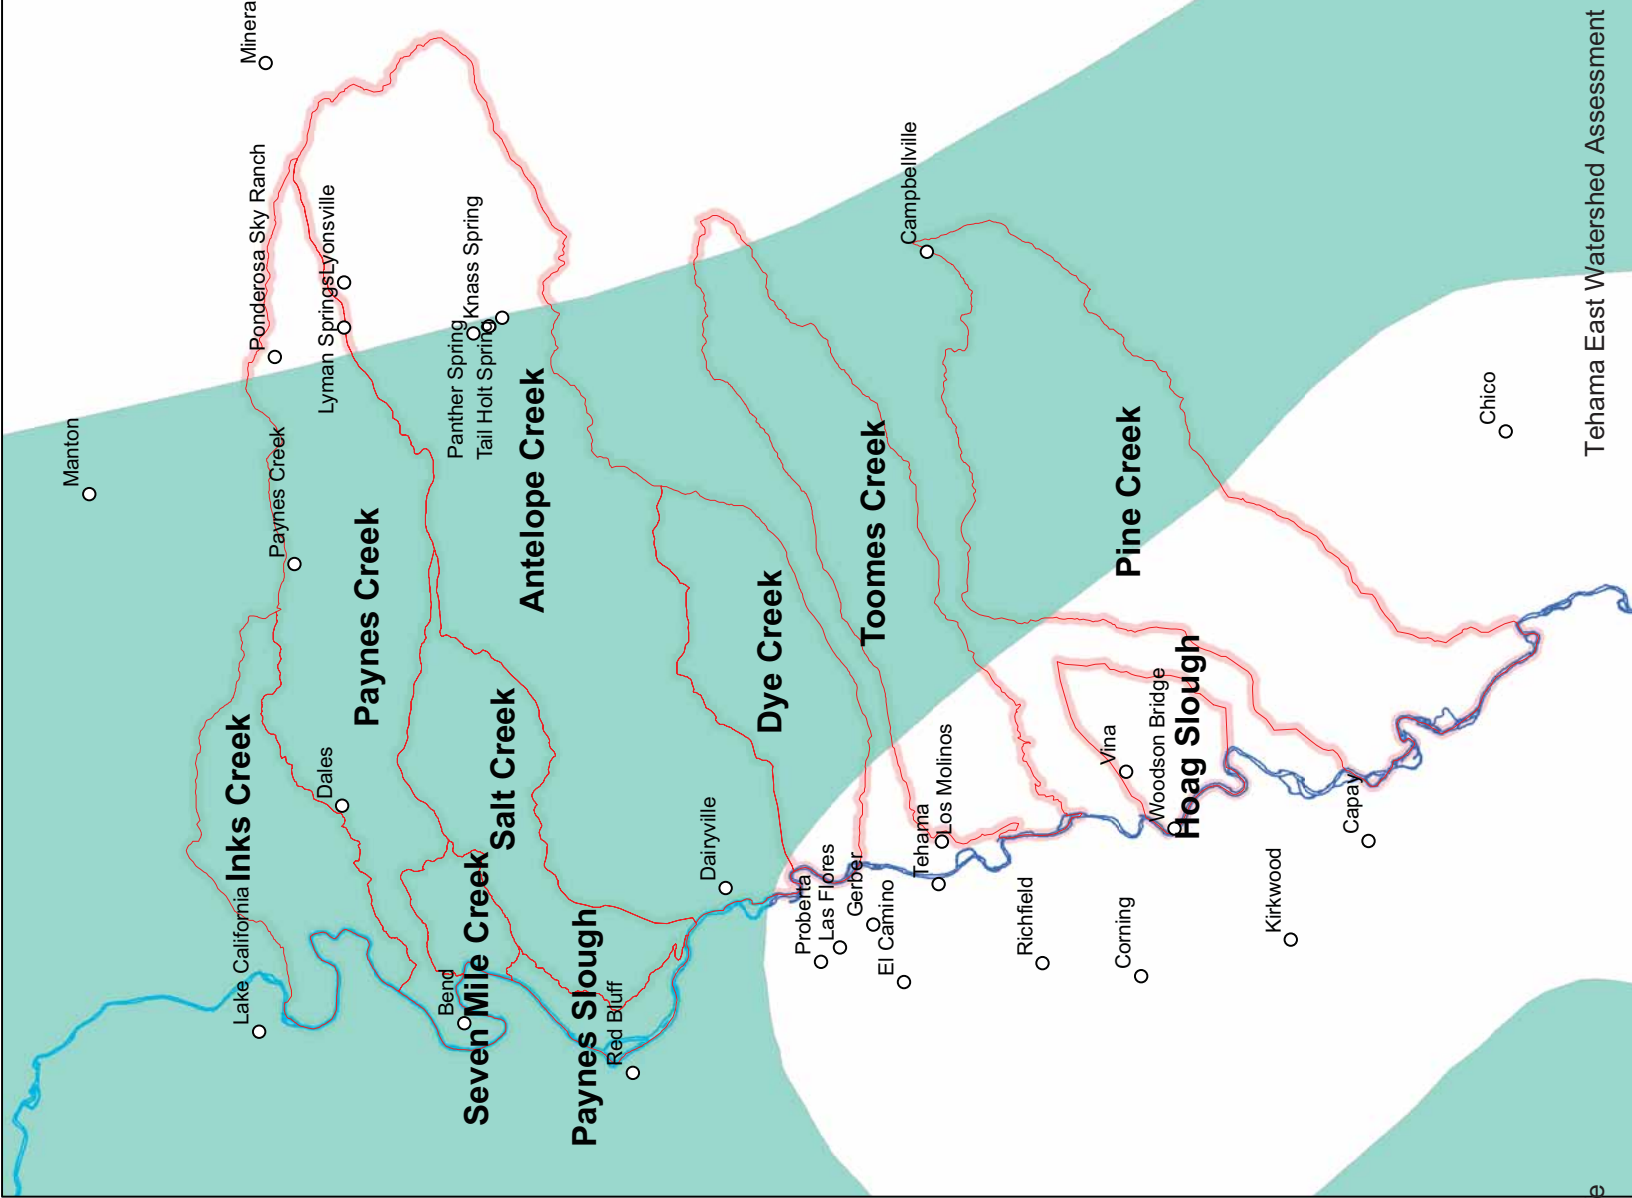 Manton
Lake California
Inks Creek
Minera
Ponderosa Sky Ranch
Paynes Creek
Dales
Lyman Springs
Lyonsville
Paynes Creek
Bend
Panther Spring
Knass Spring
Seven Mile Creek
Tail Holt Spring
Salt Creek
Antelope Creek
Paynes Slough
Red Bluff
Dairyville
Dye Creek
Proberta
Las Flores
Gerber
Toomes Creek
El Camino
Campbellville
Tehama
Los Molinos
Richfield
Vina
Corning
Pine Creek
Woodson Bridge
Hoag Slough
Kirkwood
Capay
Chico
e
Tehama East Watershed Assessment